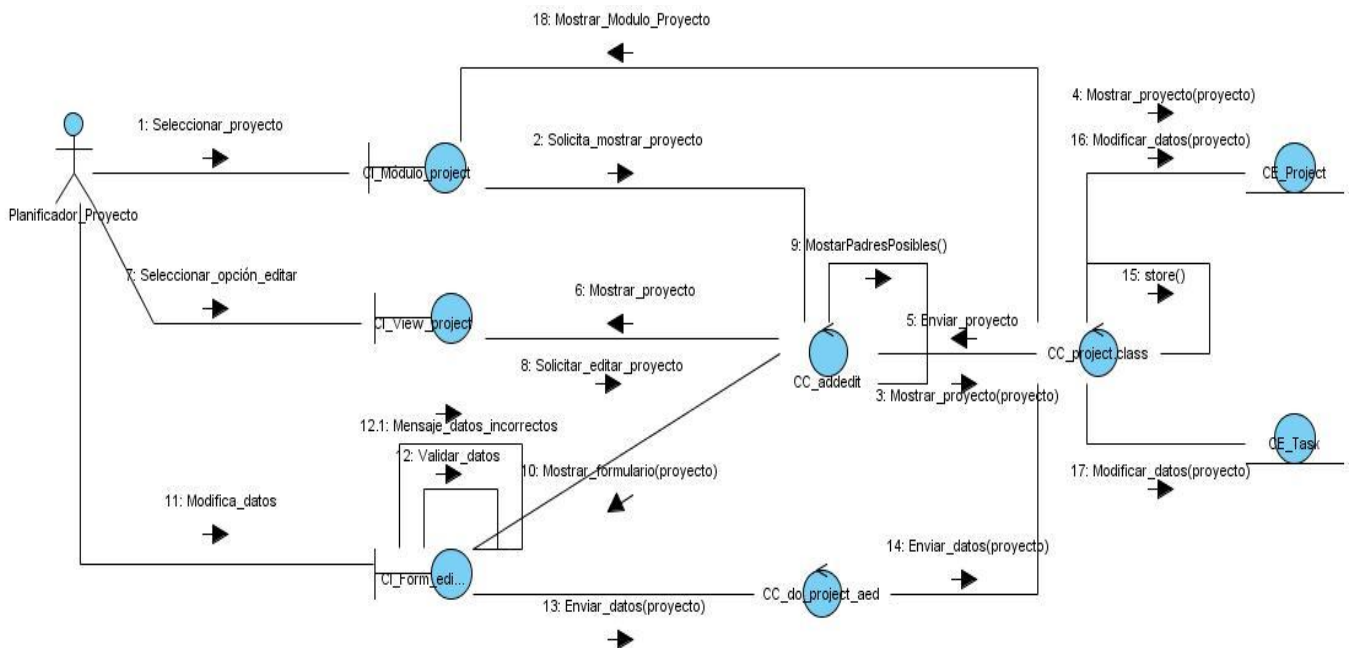 18: Mostrar_Modulo_Proyecto
4: Mostrar_proyecto(proyecto)
1: Seleccionar_proyecto
2: Solicita_mostrar_proyecto
16: Modificar_datos(proyecto)
CI_Módulo_project
CE_Project
Planificador_Proyecto
9: MostarPadresPosibles()
7: Seleccionar_opción_editar
15: store()
6: Mostrar_proyecto
5: Enviar_proyecto
CI_View_project
CC_project.class
8: Solicitar_editar_proyecto
CC_addedit
3: Mostrar_proyecto(proyecto)
12.1: Mensaje_datos_incorrectos
CE_Task
12: Validar_datos
10: Mostrar_formulario(proyecto)
17: Modificar_datos(proyecto)
11: Modifica_datos
14: Enviar_datos(proyecto)
CI_Form_edi...
CC_do_project_aed
13: Enviar_datos(proyecto)